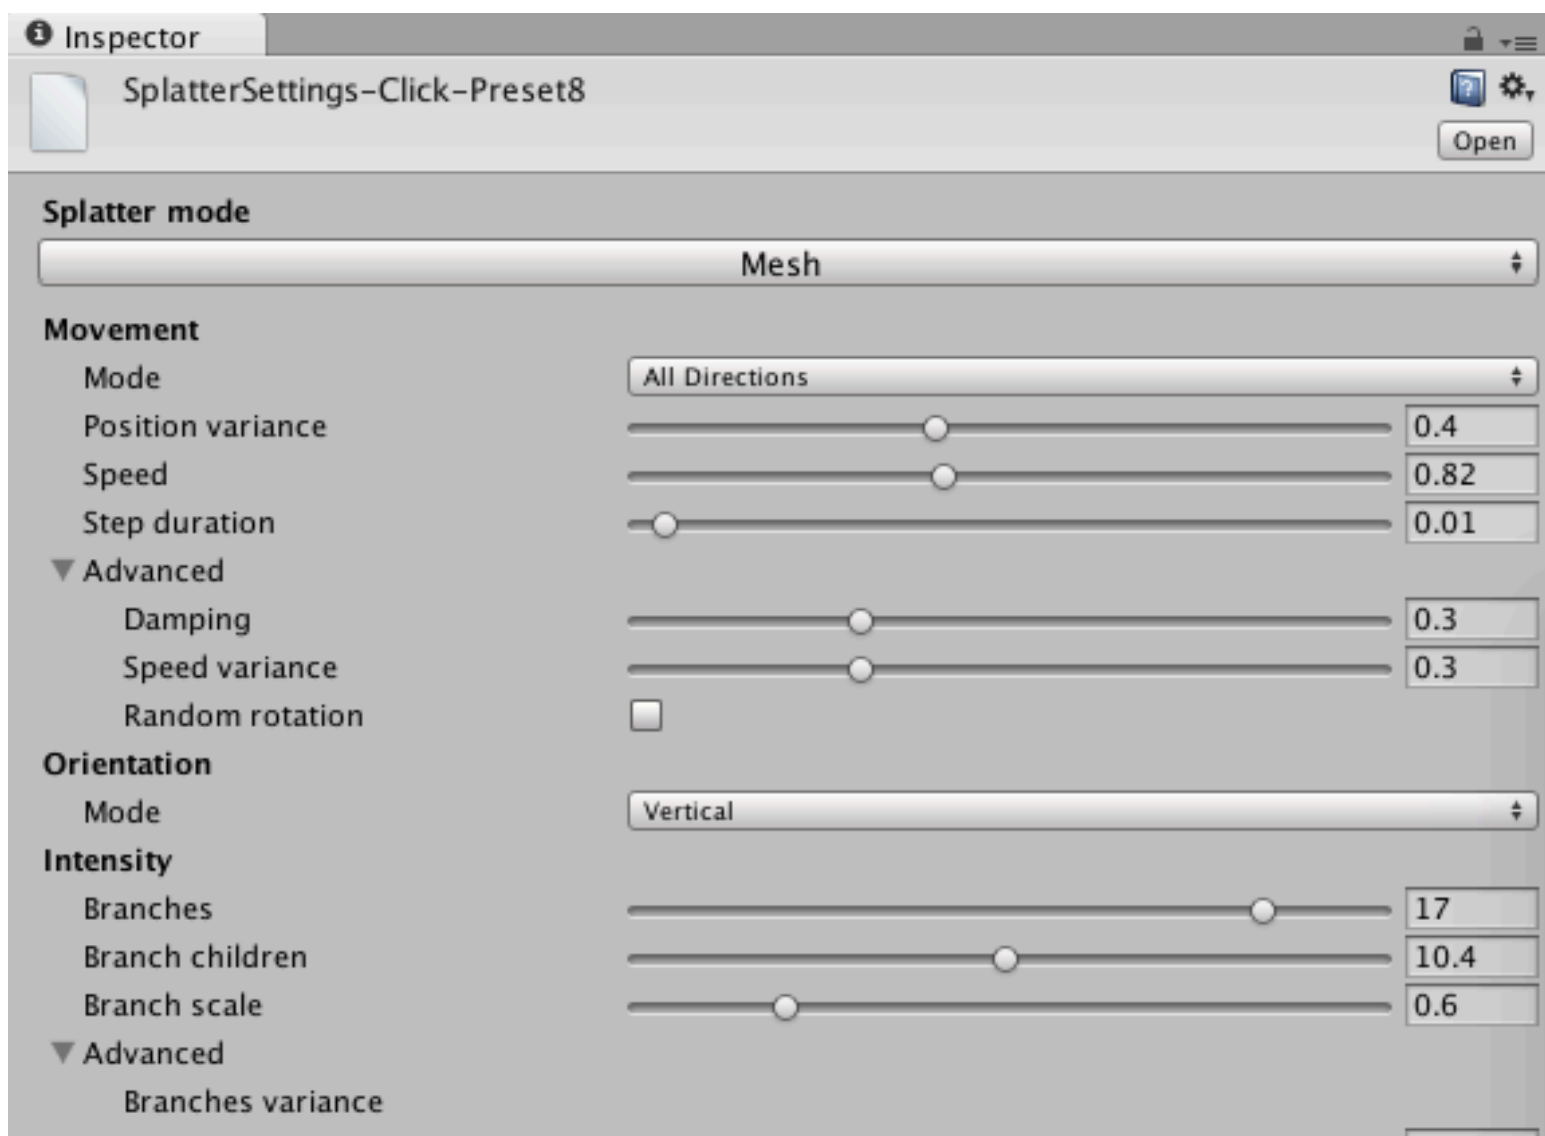 Inspector
SplatterSettings-Click-Preset8
Open
Splatter mode
Mesh
Movement
Mode All Directions
Position variance 0.4
Speed 0.82
Step duration 0.01
Advanced
Damping 0.3
Speed variance 0.3
Random rotation
Orientation
Mode Vertical
Intensity
Branches 17
Branch children 10.4
Branch scale 0.6
Advanced
Branches variance